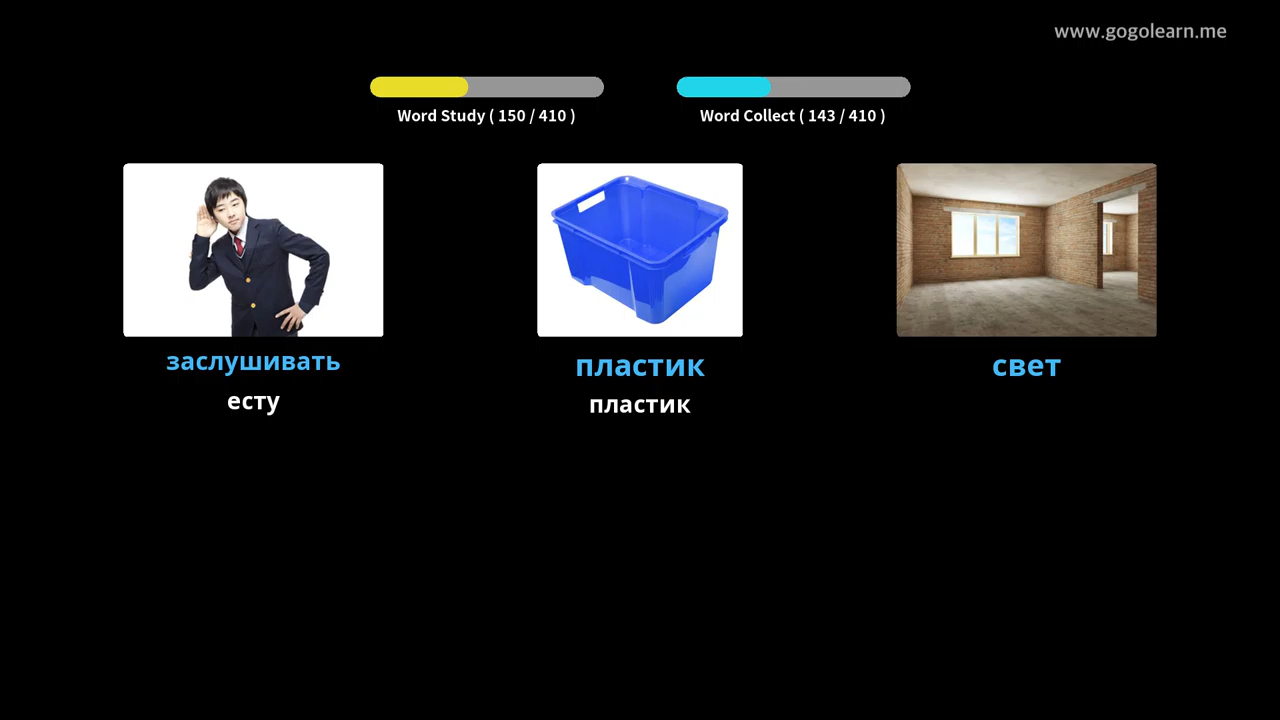 www.gogolearn.me
Word Study ( 150 / 410 )
Word Collect ( 143 / 410 )
заслушивать
есту
пластик
пластик
свет